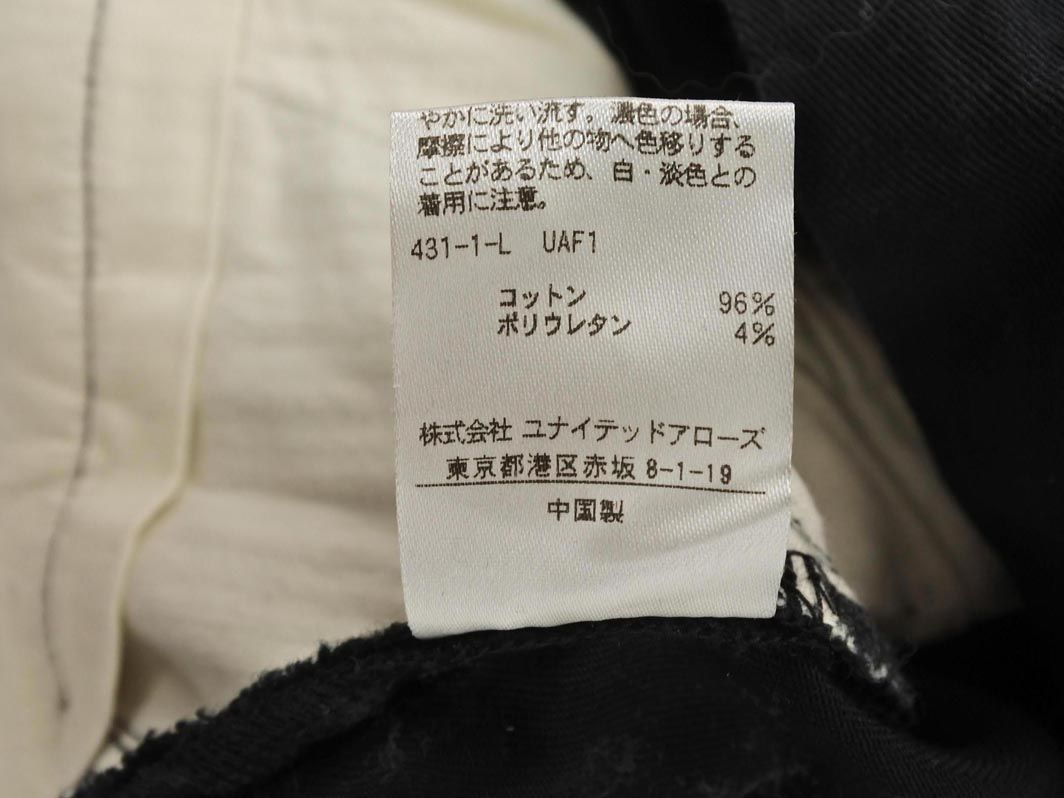 やかに洗い流す。濃色の場合、
摩擦により他の物へ色移りする
ことがあるため、白・淡色との
着用に注意。
431-1-L UAF1
コットン 96%
ポリウレタン 4%
株式会社 ユナイテッドアローズ
東京都港区赤坂 8-1-19
中国製